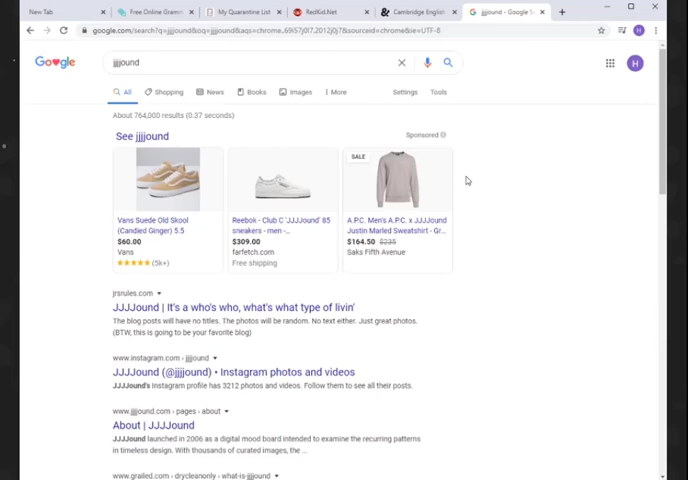 New Tab
Free Online Gramm
My Quarantine List
RedKid.Net
Cambridge English
jjjjound - Google S
google.com/search?q=jjjjound&oq=jjjjound&aqs=chrome..69i57j0l7.2012j0j7&sourceid=chrome&ie=UTF-8
Google
jjjjound
H
All
Shopping
News
Books
Images
More
Settings
Tools
About 764,000 results (0.37 seconds)
See jjjjound
Sponsored
SALE
Vans Suede Old Skool
(Candied Ginger) 5.5
$60.00
Vans
(5k+)
Reebok - Club C 'JJJJound' 85
sneakers - men -...
$309.00
farfetch.com
Free shipping
A.P.C. Men's A.P.C. x JJJJound
Justin Marled Sweatshirt - Gr...
$164.50 $235
Saks Fifth Avenue
jrsrules.com
JJJJound | It's a who's who, what's what type of livin'
The blog posts will have no titles. The photos will be random. No text either. Just great photos.
(BTW, this is going to be your favorite blog)
www.instagram.com › jjjjound
JJJJound (@jjjjound) • Instagram photos and videos
JJJJound's Instagram profile has 3212 photos and videos. Follow them to see all their posts.
www.jjjjound.com › pages › about
About | JJJJound
JJJJound launched in 2006 as a digital mood board intended to examine the recurring patterns
in timeless design. With thousands of curated images, the ...
www.grailed.com › drycleanonly › what-is-jjjjound